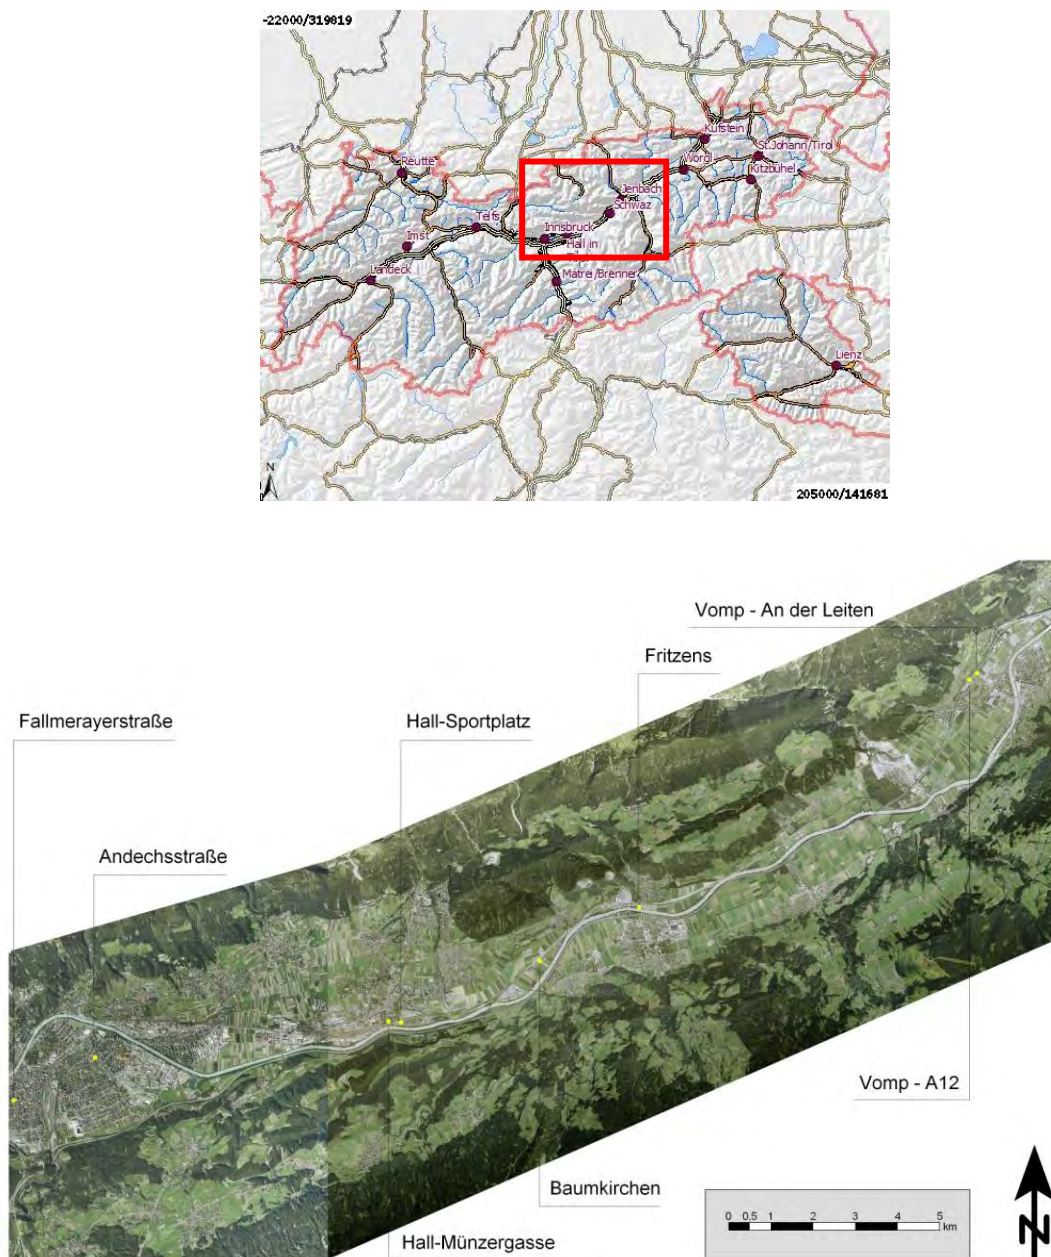 -22000/319819
Kufstein
St.Johann/Tirol
Wörgl
Kitzbühel
Reutte
Jenbach
Schwaz
Telfs
Innsbruck
Imst
Hall in
Landeck
Matrei/Brenner
Lienz
N
205000/141681
Vomp - An der Leiten
Fritzens
Fallmerayerstraße
Hall-Sportplatz
Andechsstraße
Vomp - A12
Baumkirchen
0 0.5 1 2 3 4 5
km
N
Hall-Münzergasse